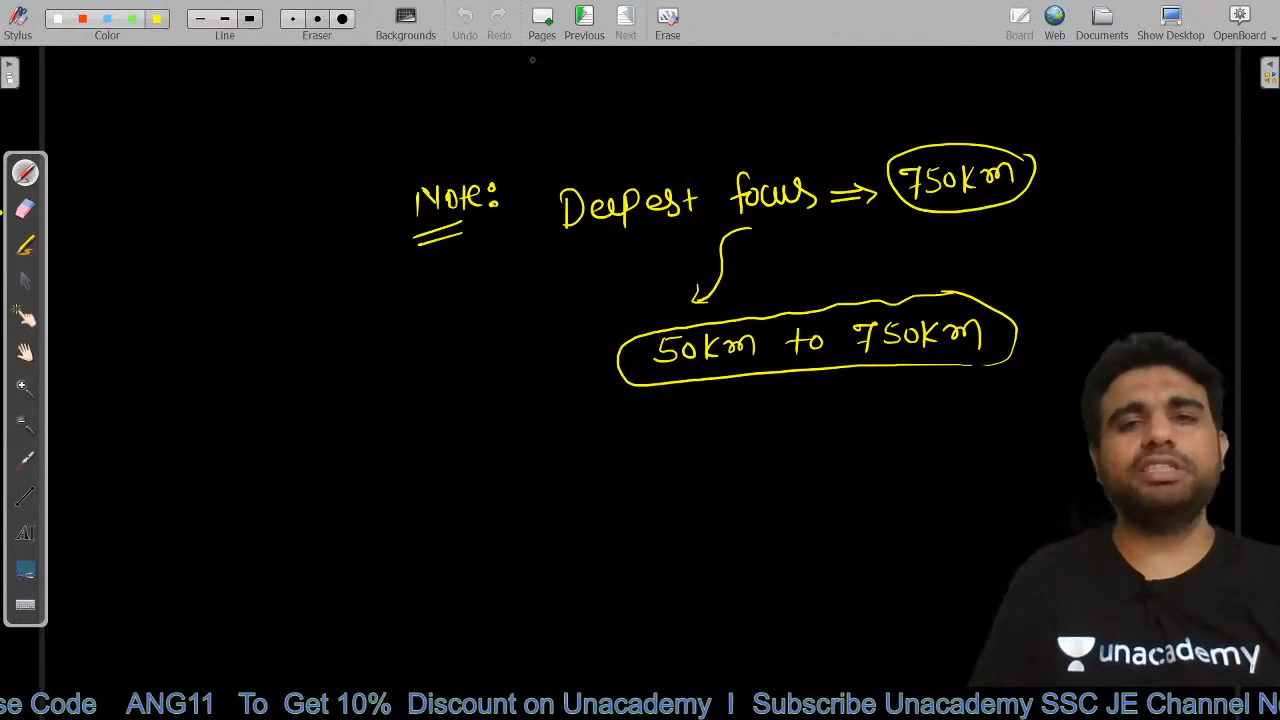 Stylus
Color
Line
Eraser
Backgrounds
Undo
Redo
Pages
Previous
Next
Erase
Board
Web
Documents
Show Desktop
OpenBoard
Note: Deepest focus ⇒ 750Km
50Km to 750Km
AI
unacademy
se Code ANG11 To Get 10% Discount on Unacademy I Subscribe Unacademy SSC JE Channel N